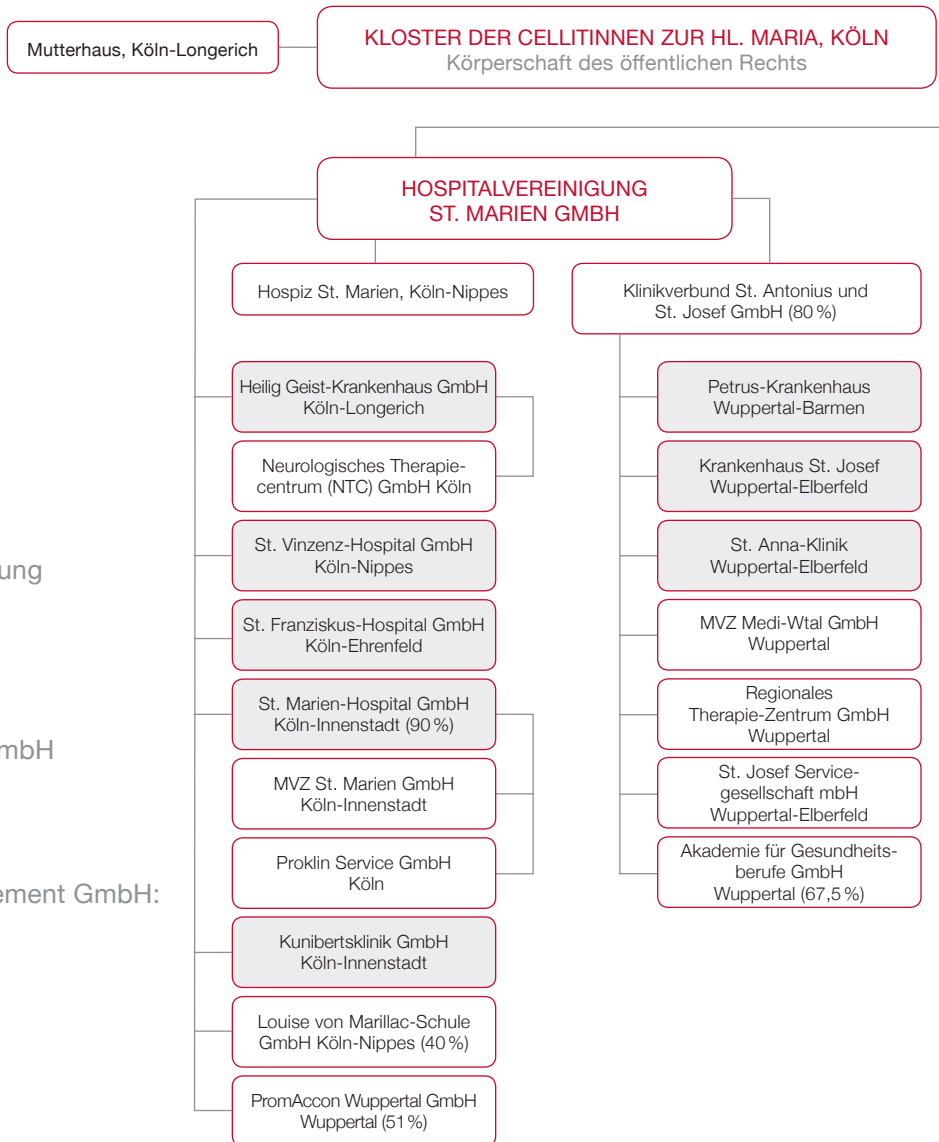 Mutterhaus, Köln-Longerich
KLOSTER DER CELLITINNEN ZUR HL. MARIA, KÖLN
Körperschaft des öffentlichen Rechts
HOSPITALVEREINIGUNG
ST. MARIEN GMBH
Hospiz St. Marien, Köln-Nippes
Heilig Geist-Krankenhaus GmbH
Köln-Longerich
Neurologisches Therapie-
centrum (NTC) GmbH Köln
St. Vinzenz-Hospital GmbH
Köln-Nippes
St. Franziskus-Hospital GmbH
Köln-Ehrenfeld
St. Marien-Hospital GmbH
Köln-Innenstadt (90 %)
MVZ St. Marien GmbH
Köln-Innenstadt
Proklin Service GmbH
Köln
Kunibertsklinik GmbH
Köln-Innenstadt
Louise von Marillac-Schule
GmbH Köln-Nippes (40 %)
PromAccon Wuppertal GmbH
Wuppertal (51 %)
Klinikverbund St. Antonius und
St. Josef GmbH (80 %)
Petrus-Krankenhaus
Wuppertal-Barmen
Krankenhaus St. Josef
Wuppertal-Elberfeld
St. Anna-Klinik
Wuppertal-Elberfeld
MVZ Medi-Wtal GmbH
Wuppertal
Regionales
Therapie-Zentrum GmbH
Wuppertal
St. Josef Service-
gesellschaft mbH
Wuppertal-Elberfeld
Akademie für Gesundheits-
berufe GmbH
Wuppertal (67,5 %)
ung
mbH
ement GmbH: